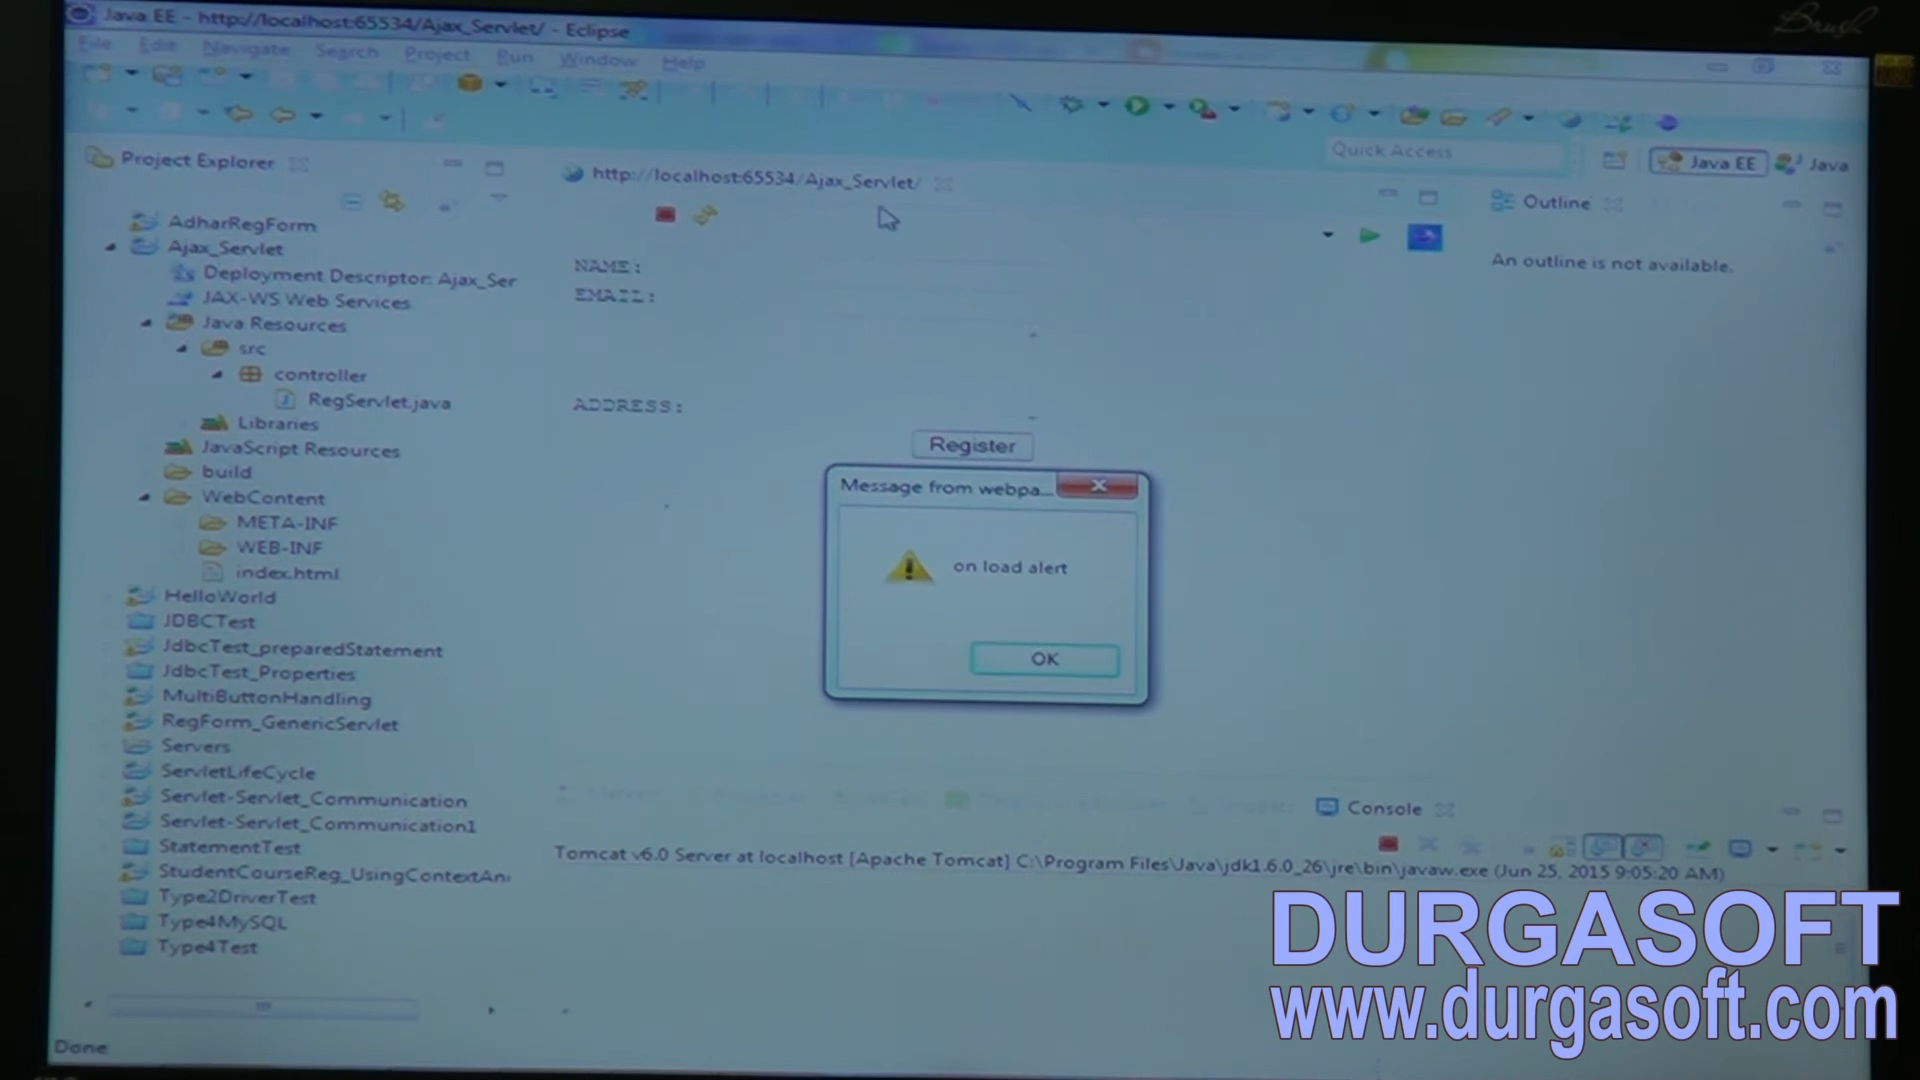 Java EE - http://localhost:65534/Ajax_Servlet/ - Eclipse
Brush
File Edit Navigate Search Project Run Window Help
Quick Access
Java EE
Java
Project Explorer
http://localhost:65534/Ajax_Servlet/
Outline
An outline is not available.
AdharRegForm
Ajax_Servlet
Deployment Descriptor: Ajax_Ser
JAX-WS Web Services
Java Resources
src
controller
RegServlet.java
Libraries
JavaScript Resources
build
WebContent
META-INF
WEB-INF
index.html
HelloWorld
JDBCTest
JdbcTest_preparedStatement
JdbcTest_Properties
MultiButtonHandling
RegForm_GenericServlet
Servers
ServletLifeCycle
Servlet-Servlet_Communication
Servlet-Servlet_Communication1
StatementTest
StudentCourseReg_UsingContextAn
Type2DriverTest
Type4MySQL
Type4Test
NAME:
EMAIL:
ADDRESS:
Register
Message from webpa...
on load alert
OK
Console
Tomcat v6.0 Server at localhost [Apache Tomcat] C:\Program Files\Java\jdk1.6.0_26\jre\bin\javaw.exe (Jun 25, 2015 9:05:20 AM)
Done
DURGASOFT
www.durgasoft.com